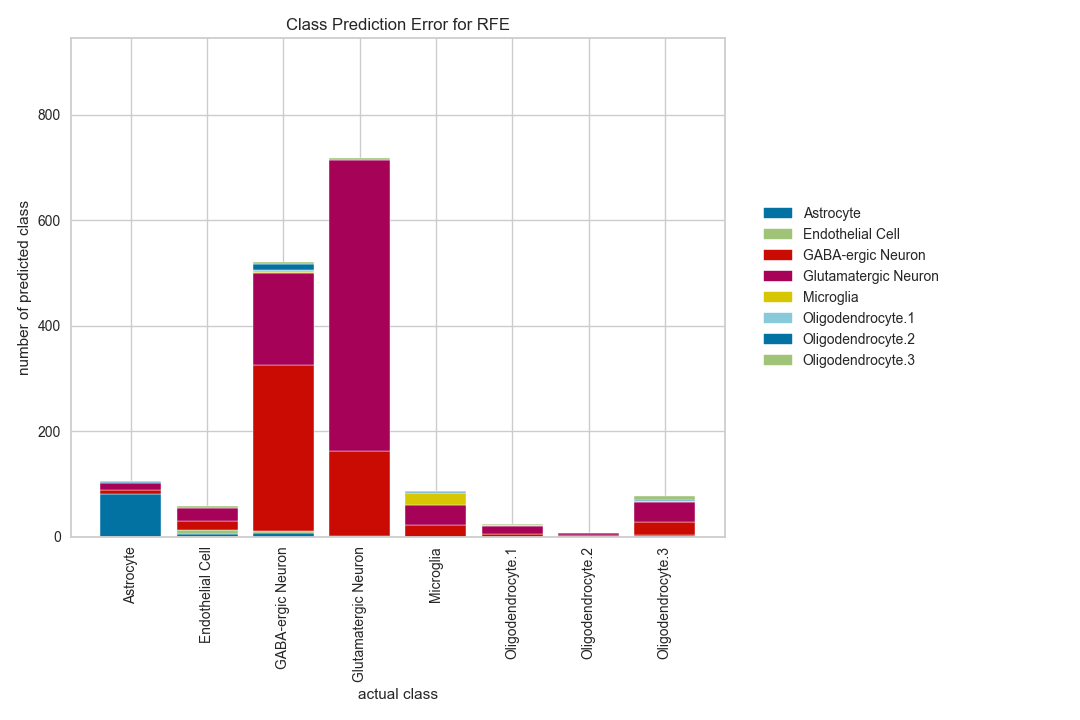 Class Prediction Error for RFE
number of predicted class
800
600
400
200
0
Astrocyte
Endothelial Cell
GABA-ergic Neuron
Glutamatergic Neuron
Microglia
Oligodendrocyte.1
Oligodendrocyte.2
Oligodendrocyte.3
actual class
Astrocyte
Endothelial Cell
GABA-ergic Neuron
Glutamatergic Neuron
Microglia
Oligodendrocyte.1
Oligodendrocyte.2
Oligodendrocyte.3